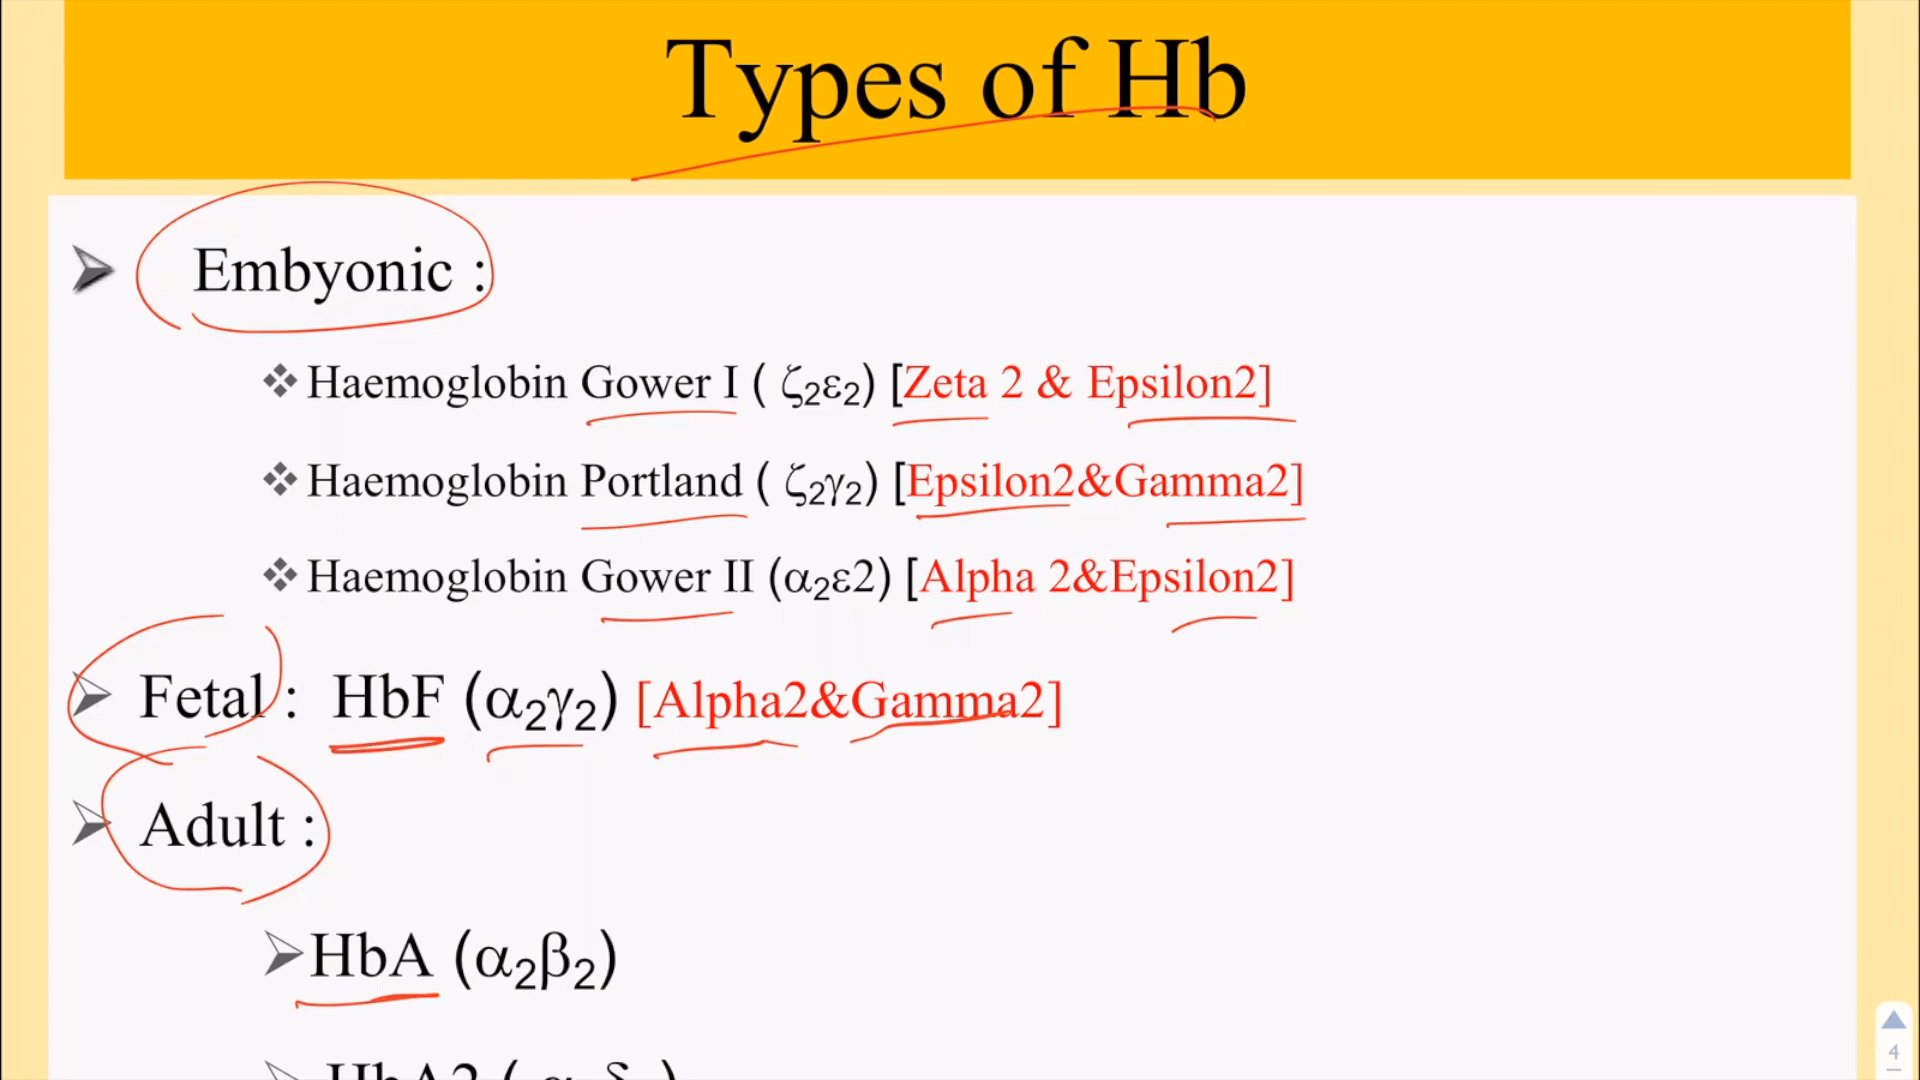 Types of Hb
Embyonic :
Haemoglobin Gower I ( ζ₂ε₂) [Zeta 2 & Epsilon2]
Haemoglobin Portland ( ζ₂γ₂) [Epsilon2&Gamma2]
Haemoglobin Gower II (α₂ε2) [Alpha 2&Epsilon2]
Fetal : HbF (α₂γ₂) [Alpha2&Gamma2]
Adult :
HbA (α₂β₂)
HbA2 ( α δ )
4